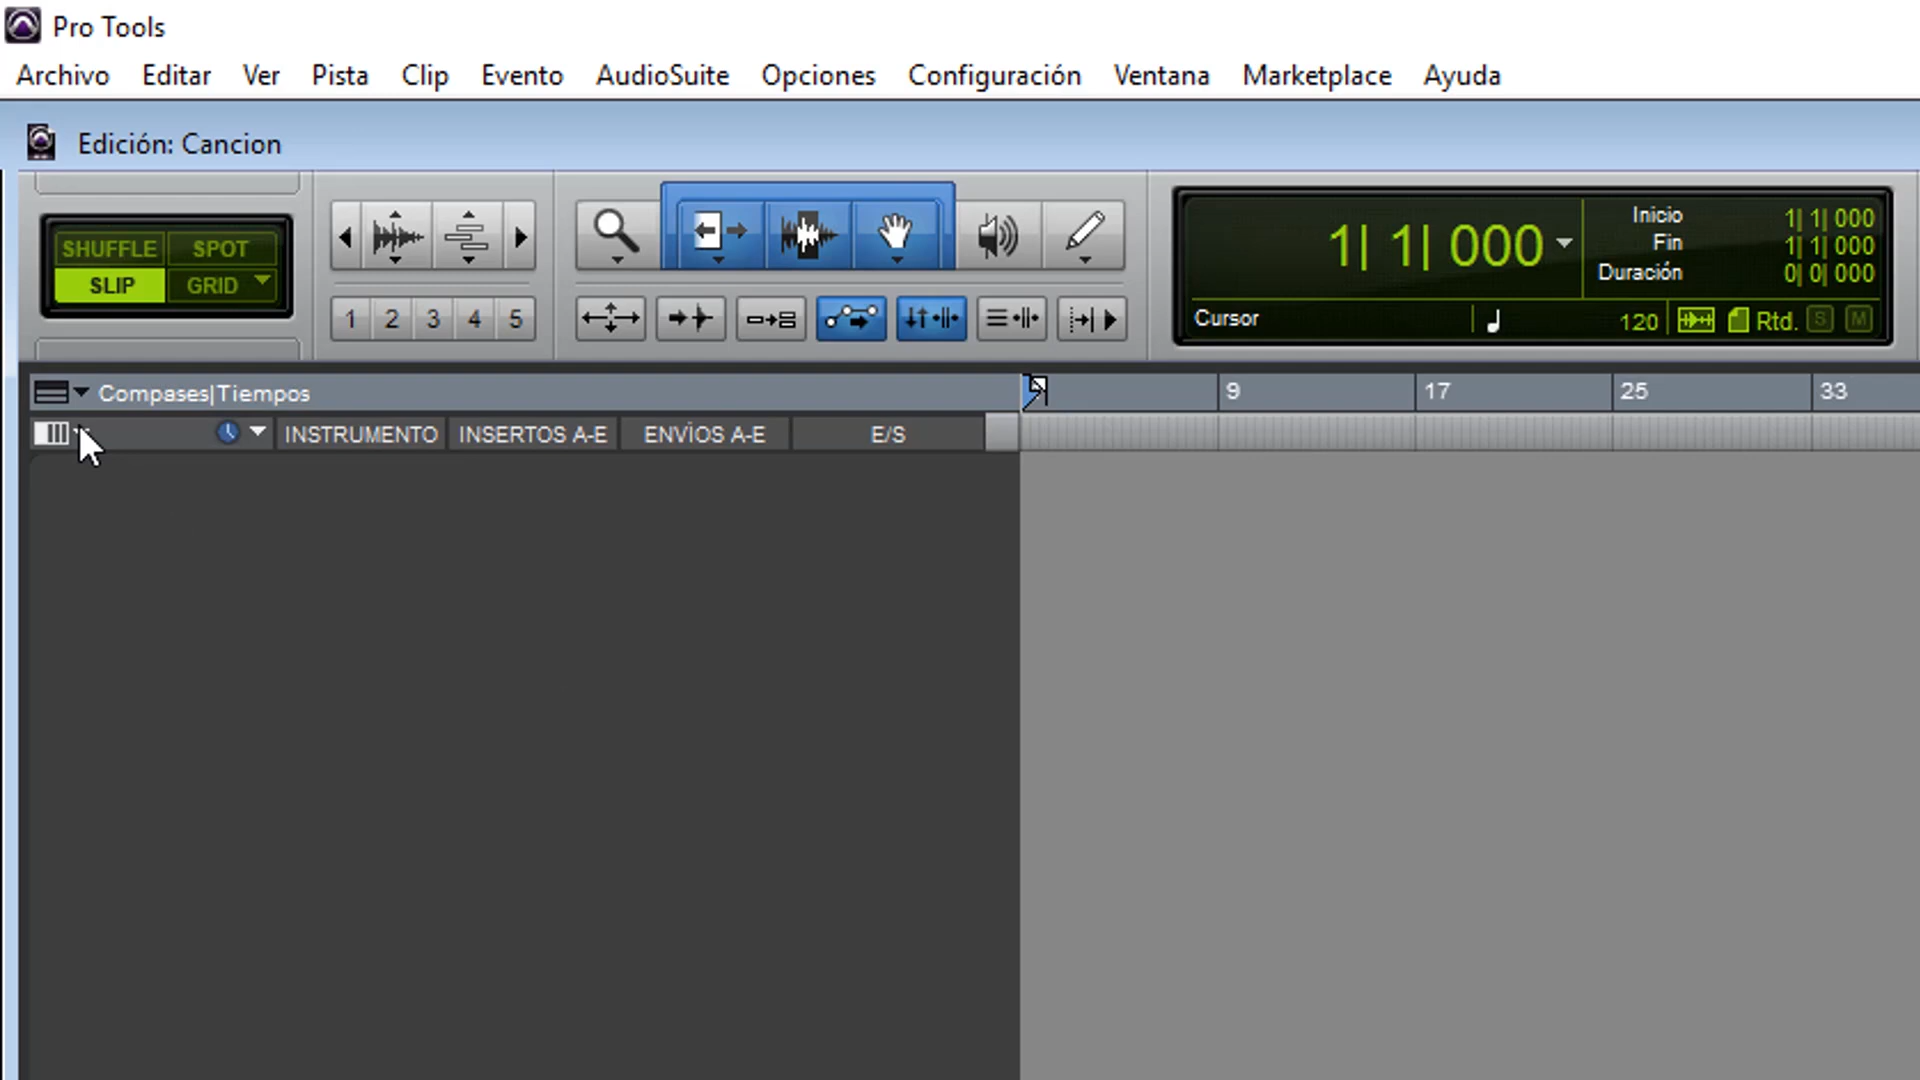 Pro Tools
Archivo Editar Ver Pista Clip Evento AudioSuite Opciones Configuración Ventana Marketplace Ayuda
Edición: Cancion
SHUFFLE SPOT
SLIP GRID
1 2 3 4 5
1| 1| 000
Inicio 1| 1| 000
Fin 1| 1| 000
Duración 0| 0| 000
Cursor 120 Rtd. S M
Compases|Tiempos 9 17 25 33
INSTRUMENTO INSERTOS A-E ENVÍOS A-E E/S